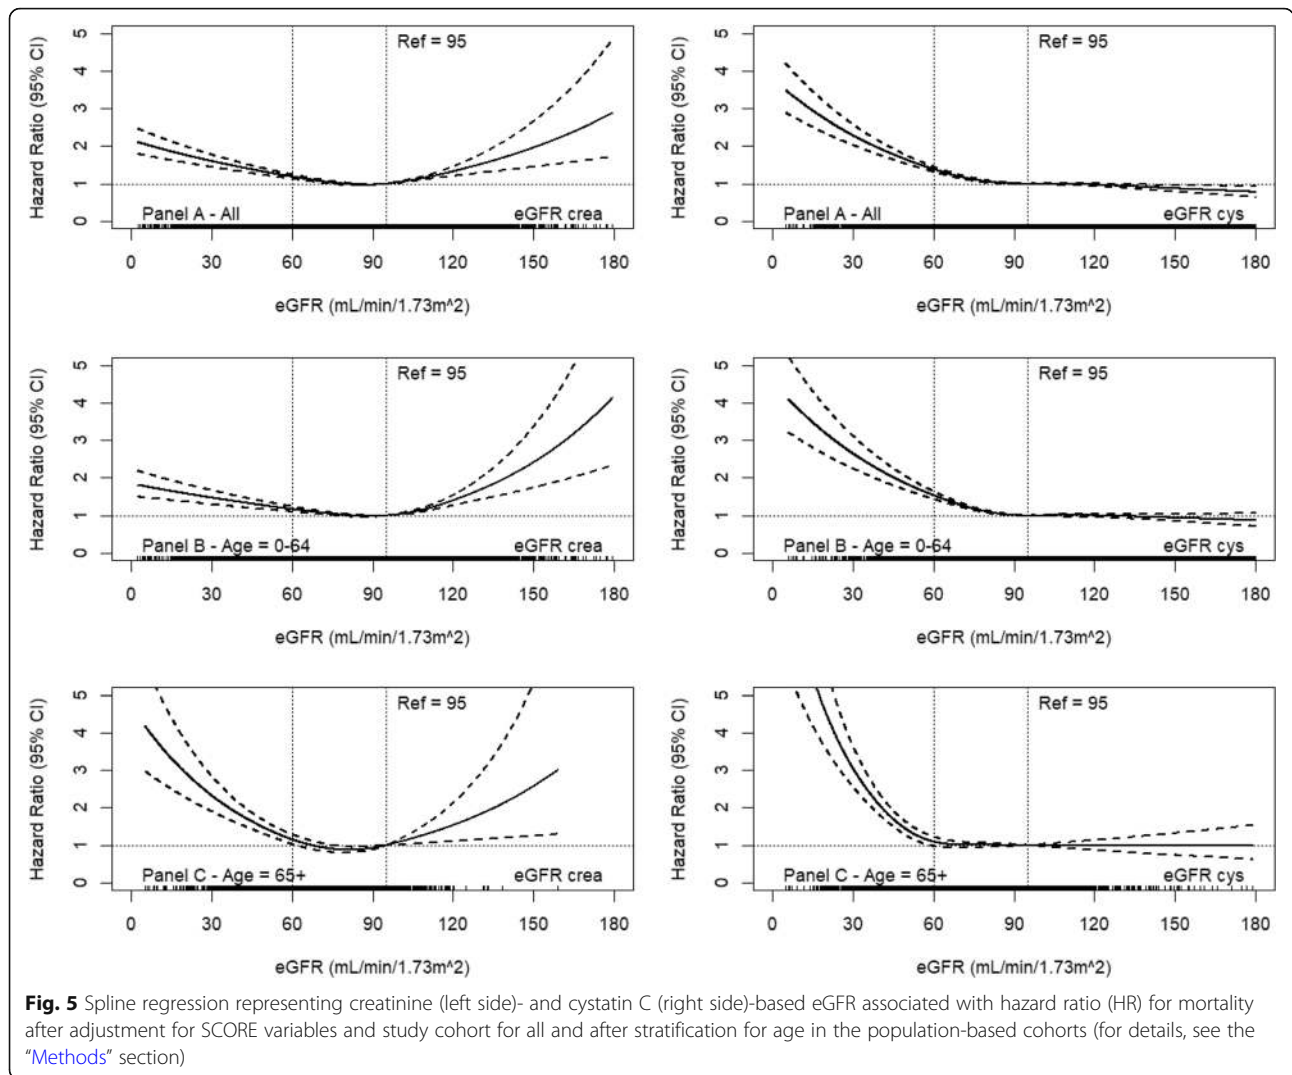 Hazard Ratio (95% CI)
0 1 2 3 4 5
Ref = 95
Panel A - All
eGFR crea
0 30 60 90 120 150 180
eGFR (mL/min/1.73m^2)
Hazard Ratio (95% CI)
0 1 2 3 4 5
Ref = 95
Panel A - All
eGFR cys
0 30 60 90 120 150 180
eGFR (mL/min/1.73m^2)
Hazard Ratio (95% CI)
0 1 2 3 4 5
Ref = 95
Panel B - Age = 0-64
eGFR crea
0 30 60 90 120 150 180
eGFR (mL/min/1.73m^2)
Hazard Ratio (95% CI)
0 1 2 3 4 5
Ref = 95
Panel B - Age = 0-64
eGFR cys
0 30 60 90 120 150 180
eGFR (mL/min/1.73m^2)
Hazard Ratio (95% CI)
0 1 2 3 4 5
Ref = 95
Panel C - Age = 65+
eGFR crea
0 30 60 90 120 150 180
eGFR (mL/min/1.73m^2)
Hazard Ratio (95% CI)
0 1 2 3 4 5
Ref = 95
Panel C - Age = 65+
eGFR cys
0 30 60 90 120 150 180
eGFR (mL/min/1.73m^2)
Fig. 5 Spline regression representing creatinine (left side)- and cystatin C (right side)-based eGFR associated with hazard ratio (HR) for mortality
after adjustment for SCORE variables and study cohort for all and after stratification for age in the population-based cohorts (for details, see the
"Methods" section)